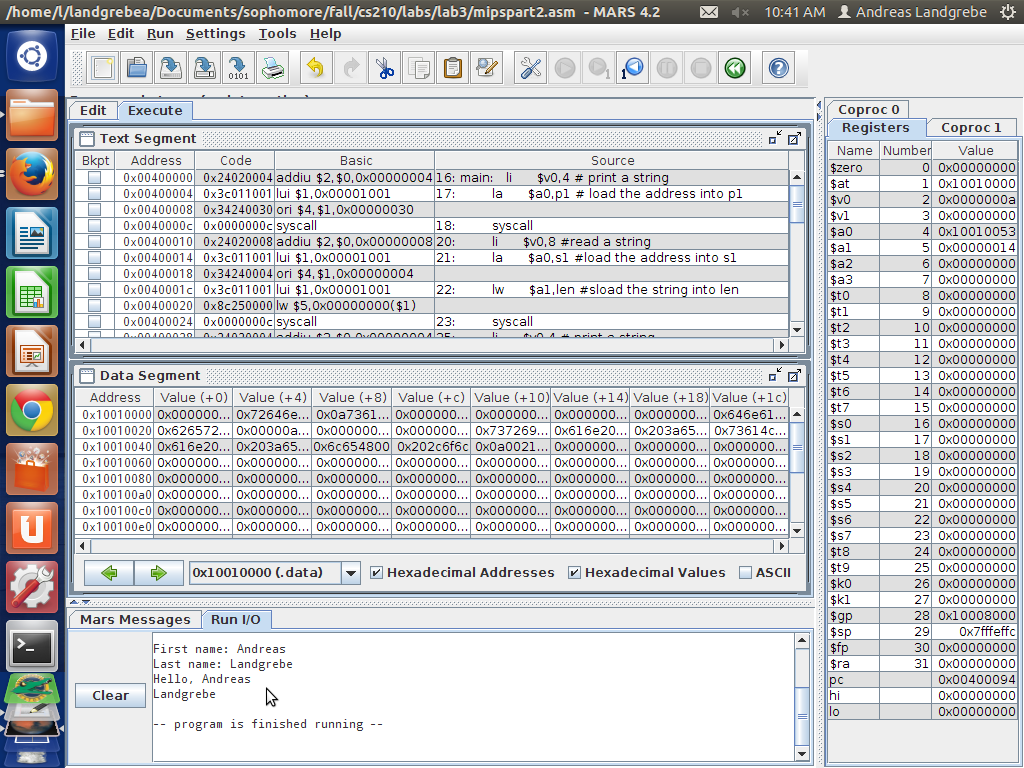 /home/l/landgrebea/Documents/sophomore/fall/cs210/labs/lab3/mipspart2.asm - MARS 4.2 10:41 AM Andreas Landgrebe
File Edit Run Settings Tools Help
Edit Execute
Text Segment
Bkpt Address Code Basic Source
0x00400000 0x24020004 addiu $2,$0,0x00000004 16: main: li $v0,4 # print a string
0x00400004 0x3c011001 lui $1,0x00001001 17: la $a0,p1 # load the address into p1
0x00400008 0x34240030 ori $4,$1,0x00000030
0x0040000c 0x0000000c syscall 18: syscall
0x00400010 0x24020008 addiu $2,$0,0x00000008 20: li $v0,8 #read a string
0x00400014 0x3c011001 lui $1,0x00001001 21: la $a0,s1 #load the address into s1
0x00400018 0x34240004 ori $4,$1,0x00000004
0x0040001c 0x3c011001 lui $1,0x00001001 22: lw $a1,len #sload the string into len
0x00400020 0x8c250000 lw $5,0x00000000($1)
0x00400024 0x0000000c syscall 23: syscall
0x00400028 0x24020004 addiu $2,$0,0x00000004 25: li $v0,4 # print a string
Data Segment
Address Value (+0) Value (+4) Value (+8) Value (+c) Value (+10) Value (+14) Value (+18) Value (+1c)
0x10010000 0x000000... 0x72646e... 0x0a7361... 0x000000... 0x000000... 0x000000... 0x000000... 0x646e61...
0x10010020 0x626572... 0x00000a... 0x000000... 0x000000... 0x737269... 0x616e20... 0x203a65... 0x73614c...
0x10010040 0x616e20... 0x203a65... 0x6c654800 0x202c6f6c 0x0a0021... 0x000000... 0x000000... 0x000000...
0x10010060 0x000000... 0x000000... 0x000000... 0x000000... 0x000000... 0x000000... 0x000000... 0x000000...
0x10010080 0x000000... 0x000000... 0x000000... 0x000000... 0x000000... 0x000000... 0x000000... 0x000000...
0x100100a0 0x000000... 0x000000... 0x000000... 0x000000... 0x000000... 0x000000... 0x000000... 0x000000...
0x100100c0 0x000000... 0x000000... 0x000000... 0x000000... 0x000000... 0x000000... 0x000000... 0x000000...
0x100100e0 0x000000... 0x000000... 0x000000... 0x000000... 0x000000... 0x000000... 0x000000... 0x000000...
0x10010000 (.data) Hexadecimal Addresses Hexadecimal Values ASCII
Mars Messages Run I/O
Clear
First name: Andreas
Last name: Landgrebe
Hello, Andreas
Landgrebe
-- program is finished running --
Coproc 0
Registers Coproc 1
Name Number Value
$zero 0 0x00000000
$at 1 0x10010000
$v0 2 0x0000000a
$v1 3 0x00000000
$a0 4 0x10010053
$a1 5 0x00000014
$a2 6 0x00000000
$a3 7 0x00000000
$t0 8 0x00000000
$t1 9 0x00000000
$t2 10 0x00000000
$t3 11 0x00000000
$t4 12 0x00000000
$t5 13 0x00000000
$t6 14 0x00000000
$t7 15 0x00000000
$s0 16 0x00000000
$s1 17 0x00000000
$s2 18 0x00000000
$s3 19 0x00000000
$s4 20 0x00000000
$s5 21 0x00000000
$s6 22 0x00000000
$s7 23 0x00000000
$t8 24 0x00000000
$t9 25 0x00000000
$k0 26 0x00000000
$k1 27 0x00000000
$gp 28 0x10008000
$sp 29 0x7fffeffc
$fp 30 0x00000000
$ra 31 0x00000000
pc 0x00400094
hi 0x00000000
lo 0x00000000